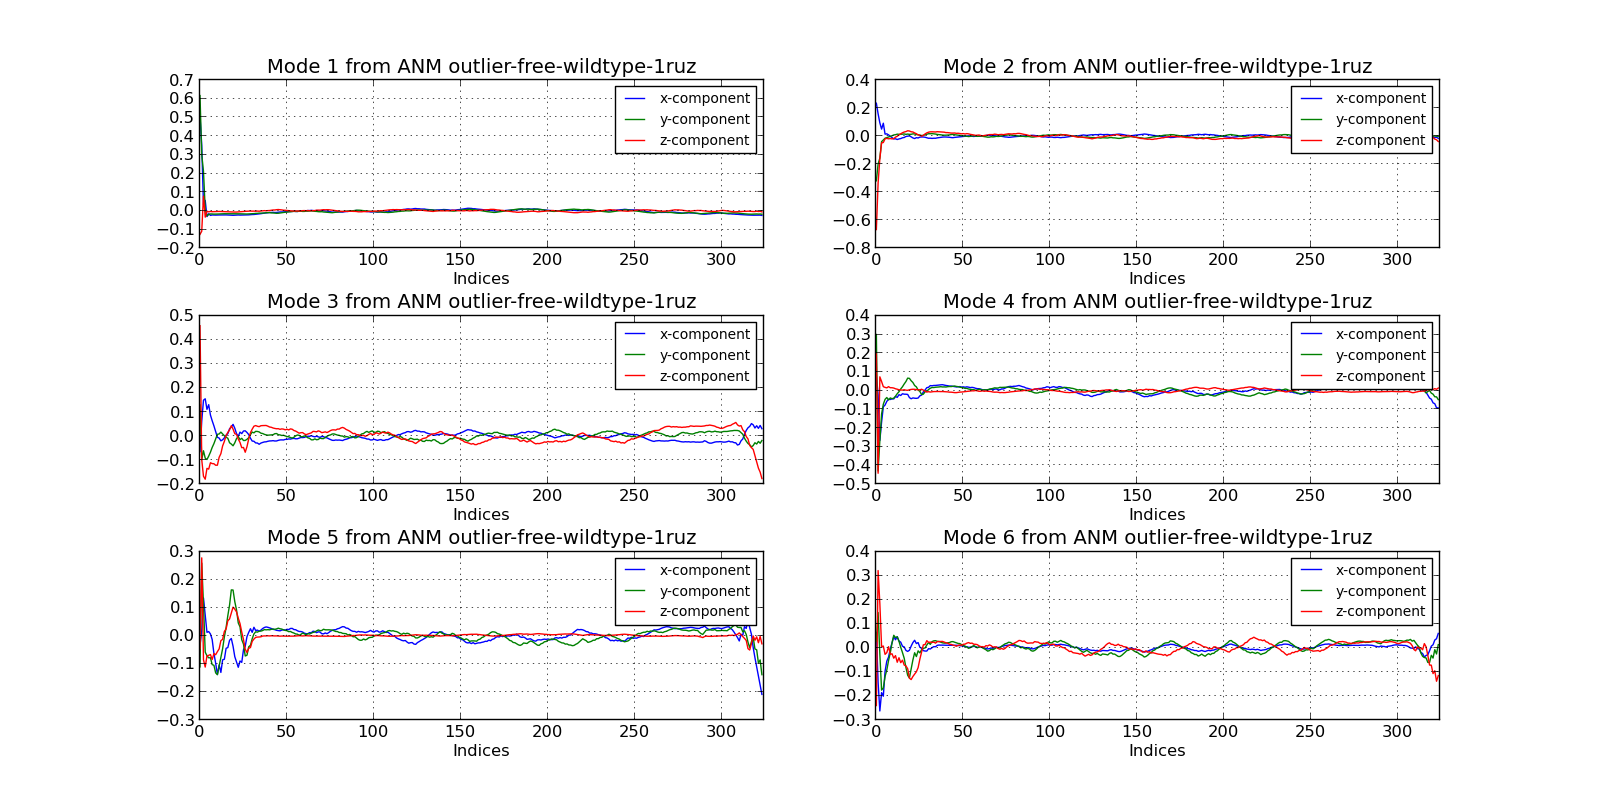 Mode 1 from ANM outlier-free-wildtype-1ruz
0.7
0.6
0.5
0.4
0.3
0.2
0.1
0.0
−0.1
−0.2
x-component
y-component
z-component
0 50 100 150 200 250 300
Indices
Mode 2 from ANM outlier-free-wildtype-1ruz
0.4
0.2
0.0
−0.2
−0.4
−0.6
−0.8
x-component
y-component
z-component
0 50 100 150 200 250 300
Indices
Mode 3 from ANM outlier-free-wildtype-1ruz
0.5
0.4
0.3
0.2
0.1
0.0
−0.1
−0.2
x-component
y-component
z-component
0 50 100 150 200 250 300
Indices
Mode 4 from ANM outlier-free-wildtype-1ruz
0.4
0.3
0.2
0.1
0.0
−0.1
−0.2
−0.3
−0.4
−0.5
x-component
y-component
z-component
0 50 100 150 200 250 300
Indices
Mode 5 from ANM outlier-free-wildtype-1ruz
0.3
0.2
0.1
0.0
−0.1
−0.2
−0.3
x-component
y-component
z-component
0 50 100 150 200 250 300
Indices
Mode 6 from ANM outlier-free-wildtype-1ruz
0.4
0.3
0.2
0.1
0.0
−0.1
−0.2
−0.3
x-component
y-component
z-component
0 50 100 150 200 250 300
Indices